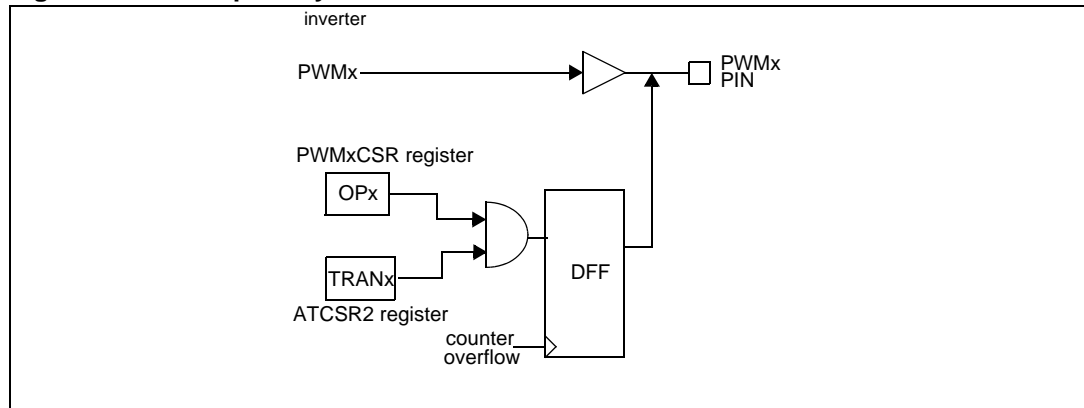 inverter
PWMx
PWMx
PIN
PWMxCSR register
OPx
TRANx
DFF
ATCSR2 register
counter
overflow